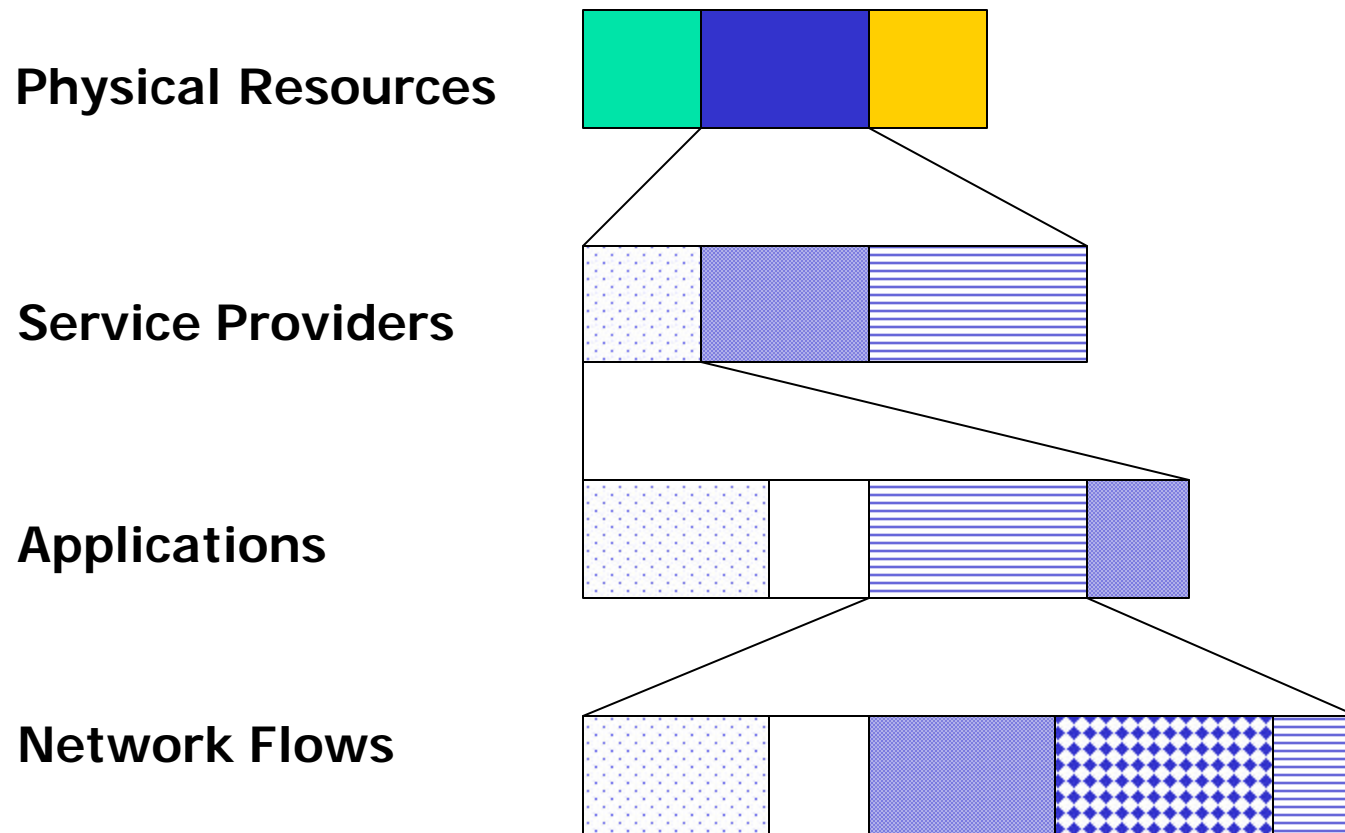 Physical Resources
Service Providers
Applications
Network Flows